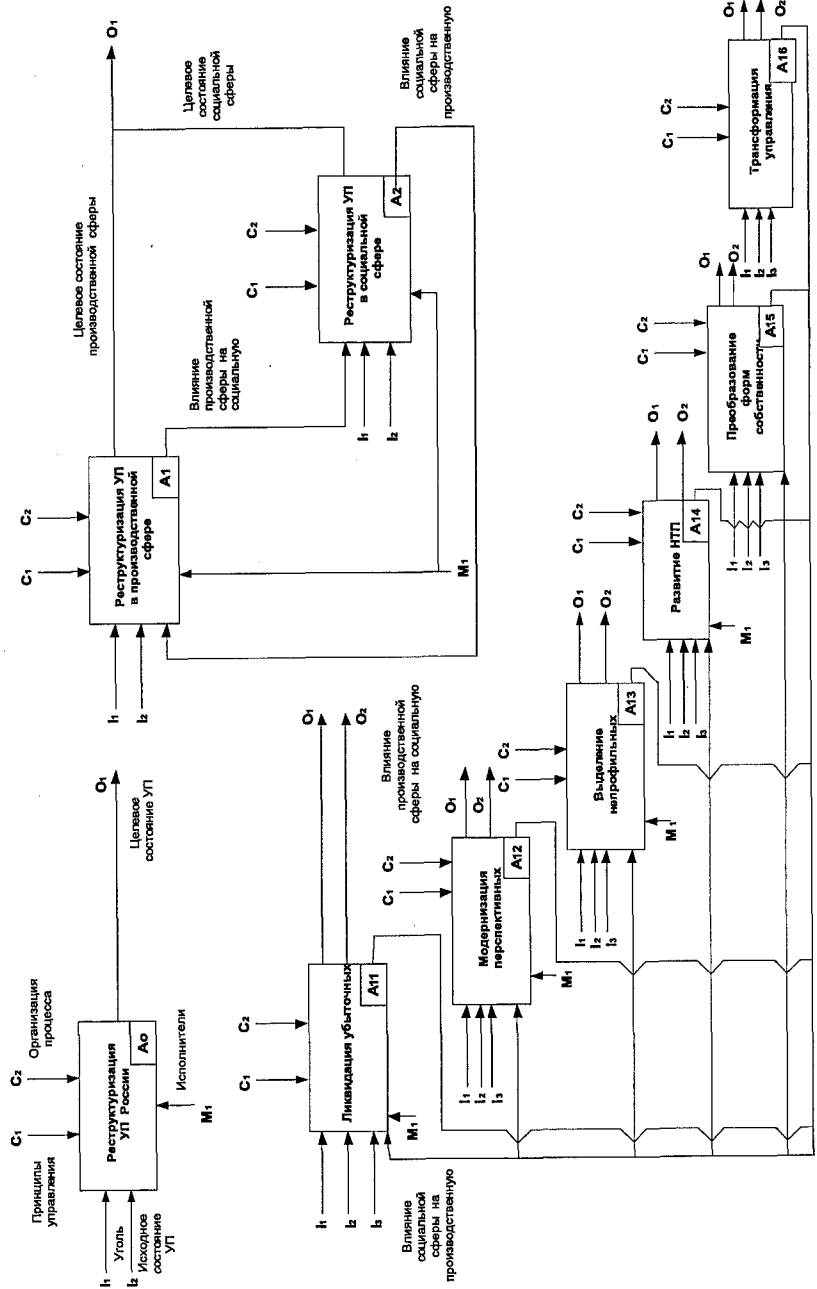 C₁
C₂
Принципы
управления
Организация
процесса
I₁
Уголь
I₂
Исходное
состояние
УП
Реструктуризация
УП России
A0
Целевое
состояние УП
O₁
M₁
Исполнители
C₁
C₂
I₁
I₂
Реструктуризация УП
в производственной
сфере
A1
Целевое состояние
производственной сферы
O₁
Влияние
производственной
сферы на
социальную
C₁
C₂
I₁
I₂
Реструктуризация УП
в социальной
сфере
A2
Целевое
состояние
социальной
сферы
Влияние
социальной
сферы на
производственную
M₁
C₁
C₂
I₁
I₂
I₃
Ликвидация убыточных
A11
O₁
O₂
M₁
Влияние
производственной
сферы на социальную
Влияние
социальной
сферы на
производственную
C₁
C₂
I₁
I₂
I₃
Модернизация
перспективных
A12
O₁
O₂
M₁
C₁
C₂
I₁
I₂
I₃
Выделение
непрофильных
A13
O₁
O₂
M₁
C₁
C₂
I₁
I₂
I₃
Развитие НТП
A14
O₁
O₂
M₁
C₁
C₂
I₁
I₂
I₃
Преобразование
форм
собственности
A15
O₁
O₂
C₁
C₂
I₁
I₂
I₃
Трансформация
управления
A16
O₁
O₂